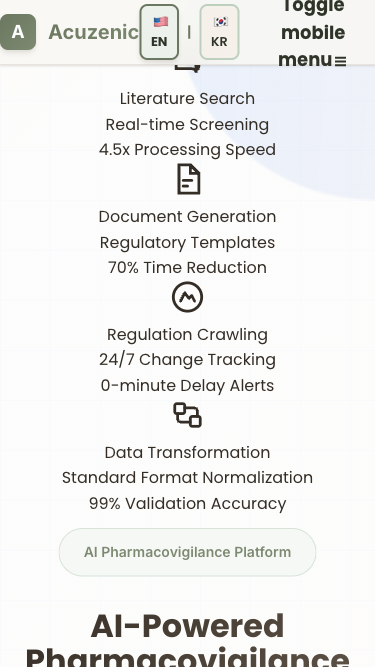 A
Acuzenic
🇺🇸
EN
|
🇰🇷
KR
Toggle
mobile
menu
Literature Search
Real-time Screening
4.5x Processing Speed
Document Generation
Regulatory Templates
70% Time Reduction
Regulation Crawling
24/7 Change Tracking
0-minute Delay Alerts
Data Transformation
Standard Format Normalization
99% Validation Accuracy
AI Pharmacovigilance Platform
AI-Powered
Pharmacovigilance